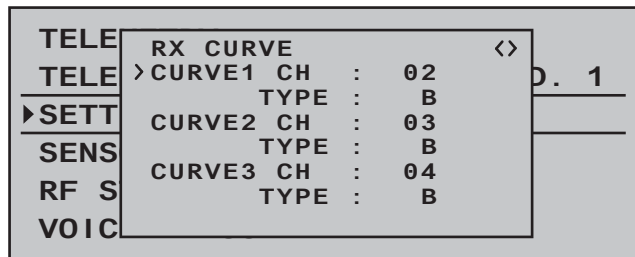 TELE
TELE D. 1
SETT
SENS
RF S
VOIC
RX CURVE <>
>CURVE1 CH : 02
TYPE : B
CURVE2 CH : 03
TYPE : B
CURVE3 CH : 04
TYPE : B